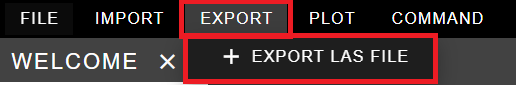 FILE IMPORT EXPORT PLOT COMMAND
WELCOME × + EXPORT LAS FILE